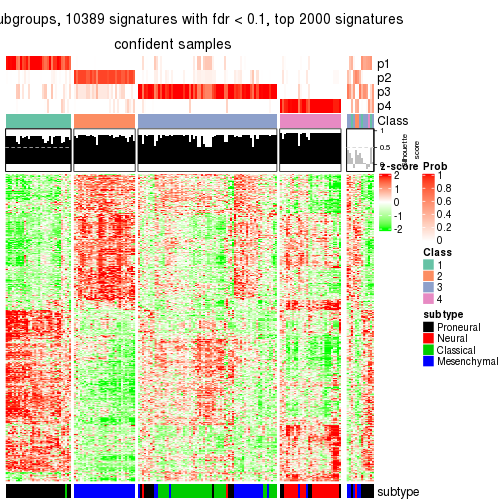 ubgroups, 10389 signatures with fdr < 0.1, top 2000 signatures
confident samples
p1
p2
p3
p4
Class
1
0.5
0
Silhouette
score
z-score
2
1
0
-1
-2
Prob
1
0.8
0.6
0.4
0.2
0
Class
1
2
3
4
subtype
Proneural
Neural
Classical
Mesenchymal
subtype